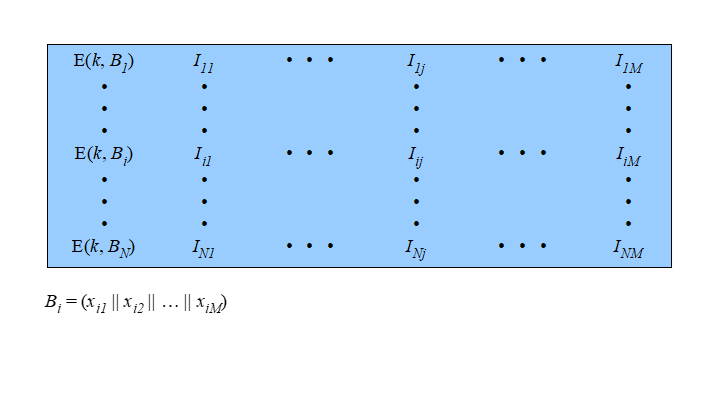 E(k, B1) I11 • • • I1j • • • I1M
• • • •
• • • •
• • • •
E(k, Bi) Ii1 • • • Iij • • • IiM
• • • •
• • • •
• • • •
E(k, BN) IN1 • • • INj • • • INM
Bi = (xi1 || xi2 || … || xiM)